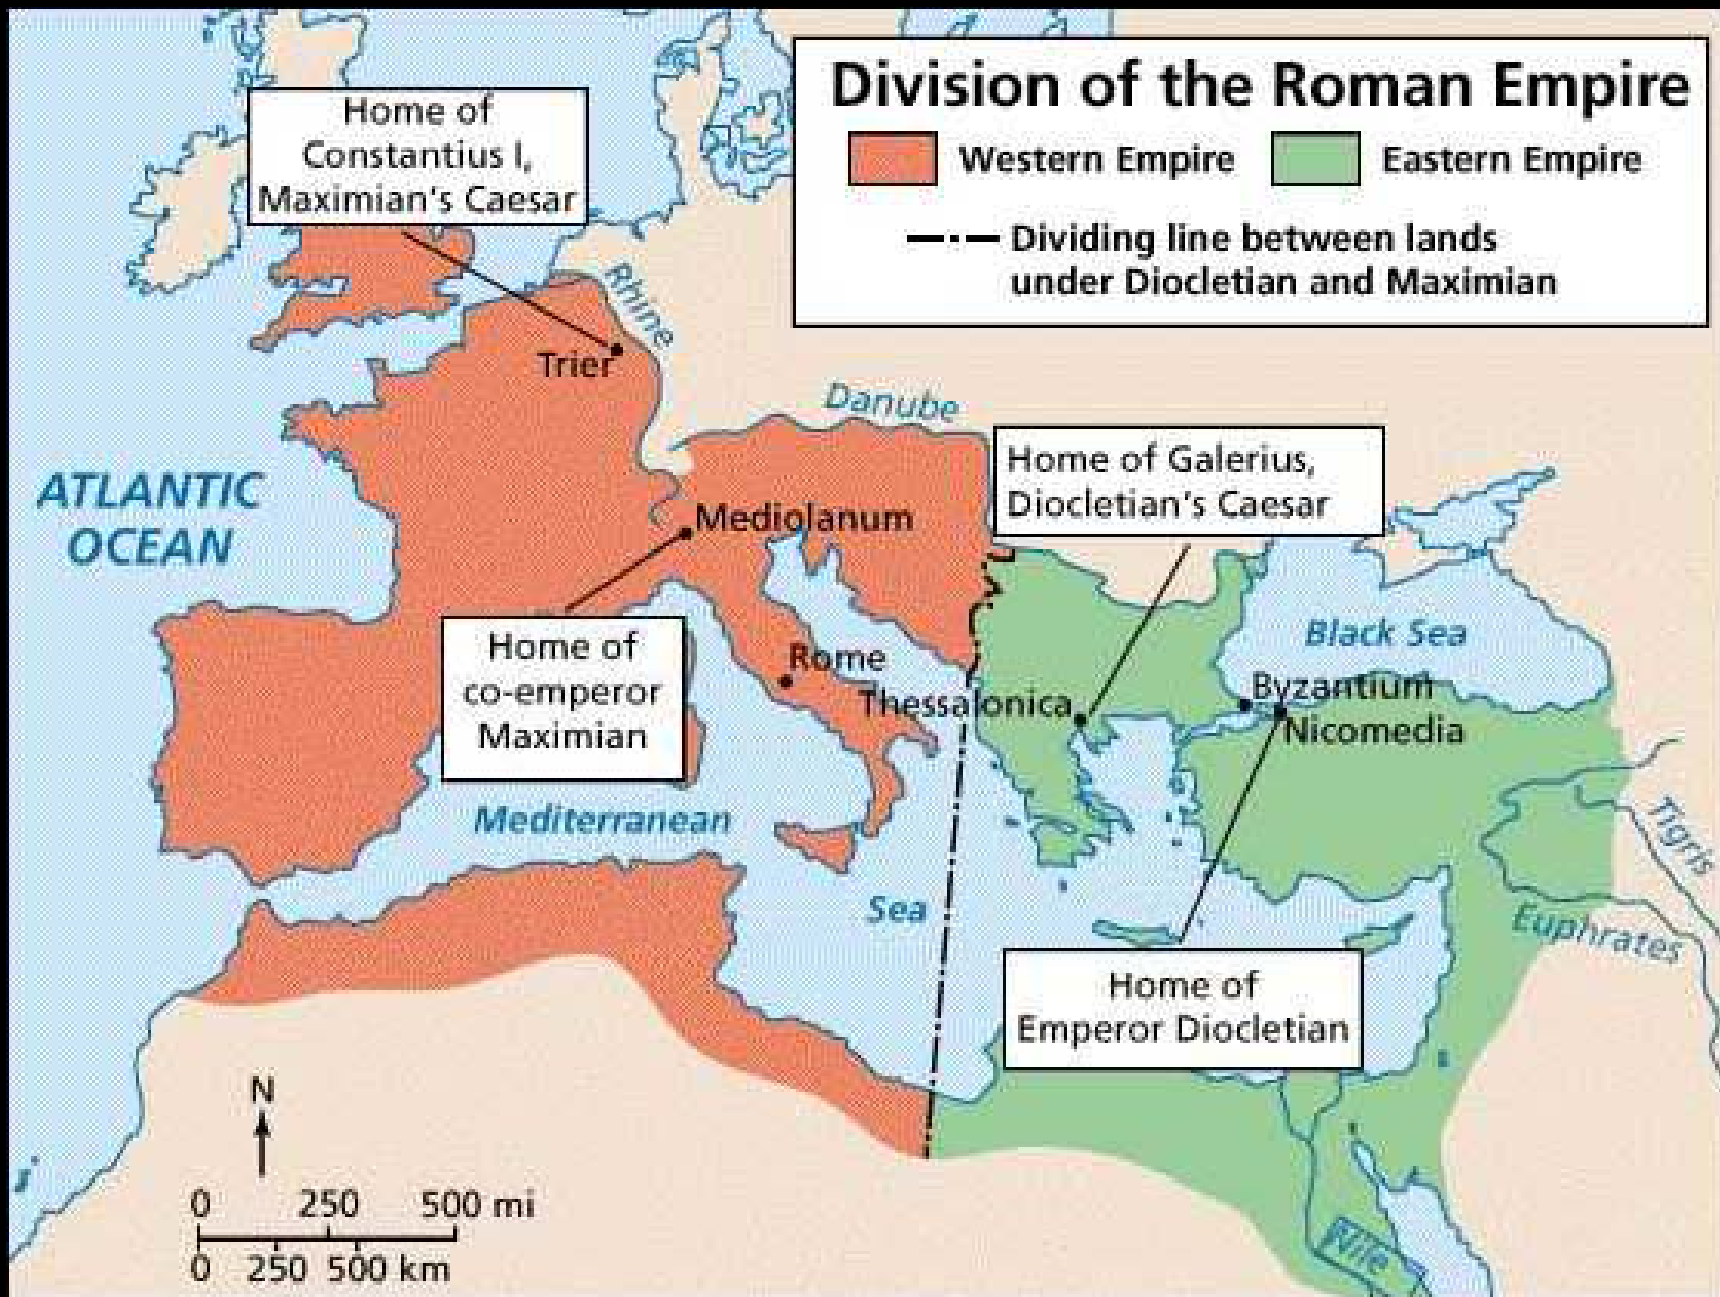 Division of the Roman Empire
Western Empire
Eastern Empire
Dividing line between lands
under Diocletian and Maximian
Home of
Constantius I,
Maximian's Caesar
Rhine
Trier
Danube
Home of Galerius,
Diocletian's Caesar
ATLANTIC
OCEAN
Mediolanum
Black Sea
Home of
co-emperor
Maximian
Rome
Thessalonica
Byzantium
Nicomedia
Mediterranean
Sea
Tigris
Euphrates
Home of
Emperor Diocletian
N
0 250 500 mi
0 250 500 km
Nile